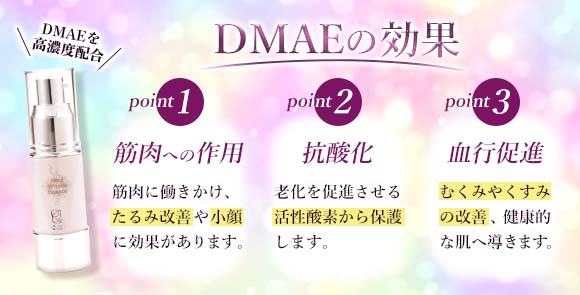 DMAEを
高濃度配合
DMAEの効果
point 1
筋肉への作用
筋肉に働きかけ、
たるみ改善や小顔
に効果があります。
point 2
抗酸化
老化を促進させる
活性酸素から保護
します。
point 3
血行促進
むくみやくすみ
の改善、健康的
な肌へ導きます。